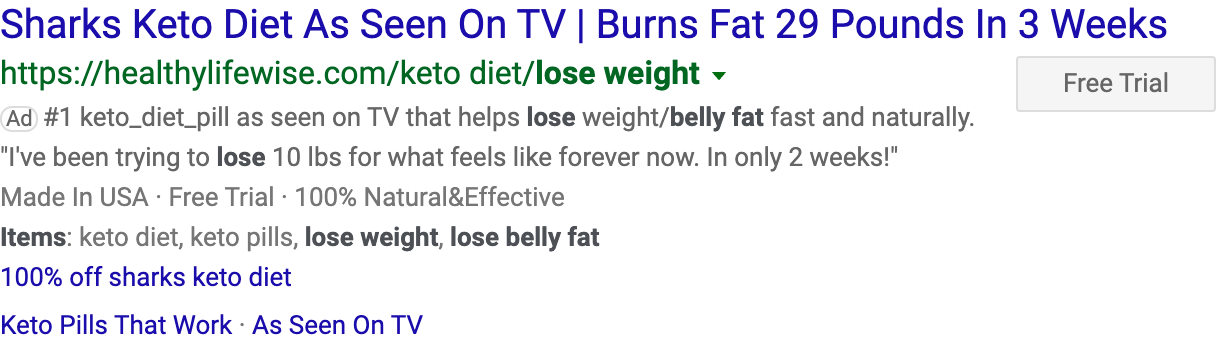 Sharks Keto Diet As Seen On TV | Burns Fat 29 Pounds In 3 Weeks
https://healthylifewise.com/keto diet/lose weight
Free Trial
Ad #1 keto_diet_pill as seen on TV that helps lose weight/belly fat fast and naturally.
"I've been trying to lose 10 lbs for what feels like forever now. In only 2 weeks!"
Made In USA · Free Trial · 100% Natural&Effective
Items: keto diet, keto pills, lose weight, lose belly fat
100% off sharks keto diet
Keto Pills That Work · As Seen On TV